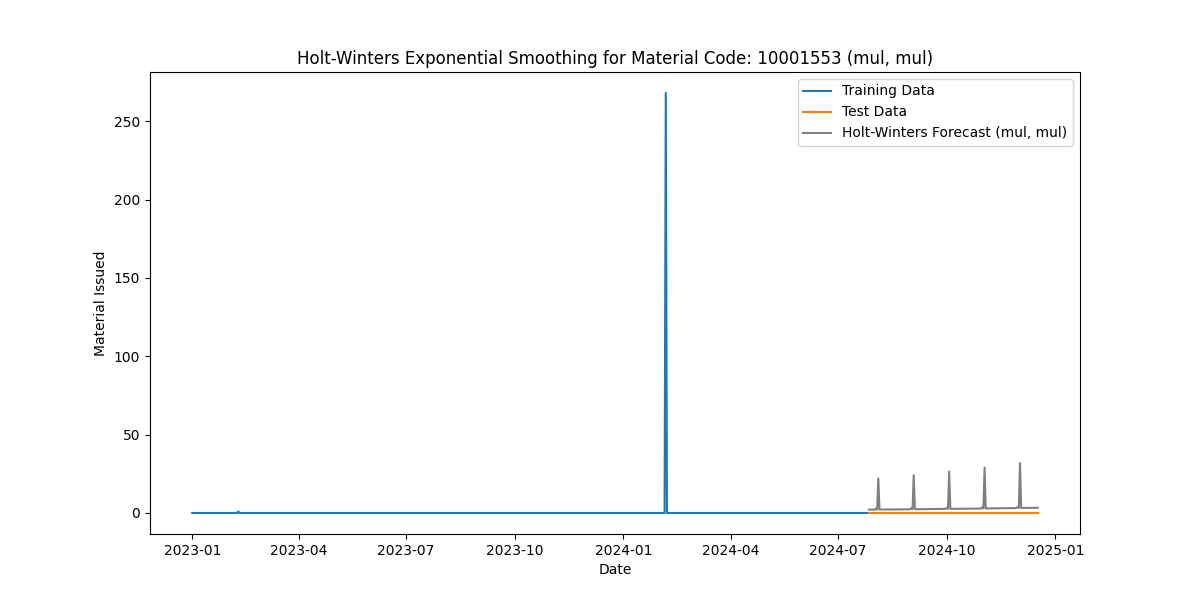 Holt-Winters Exponential Smoothing for Material Code: 10001553 (mul, mul)
Training Data
Test Data
Holt-Winters Forecast (mul, mul)
Material Issued
250
200
150
100
50
0
2023-01 2023-04 2023-07 2023-10 2024-01 2024-04 2024-07 2024-10 2025-01
Date